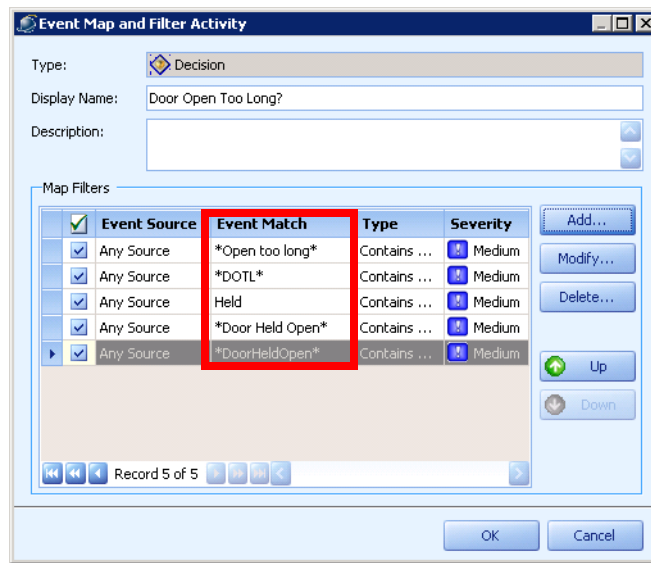 Event Map and Filter Activity
Type: Decision
Display Name: Door Open Too Long?
Description:
Map Filters
Event Source Event Match Type Severity
Any Source *Open too long* Contains ... Medium
Any Source *DOTL* Contains ... Medium
Any Source Held Contains ... Medium
Any Source *Door Held Open* Contains ... Medium
Any Source *DoorHeldOpen* Contains ... Medium
Add...
Modify...
Delete...
Up
Down
Record 5 of 5
OK Cancel